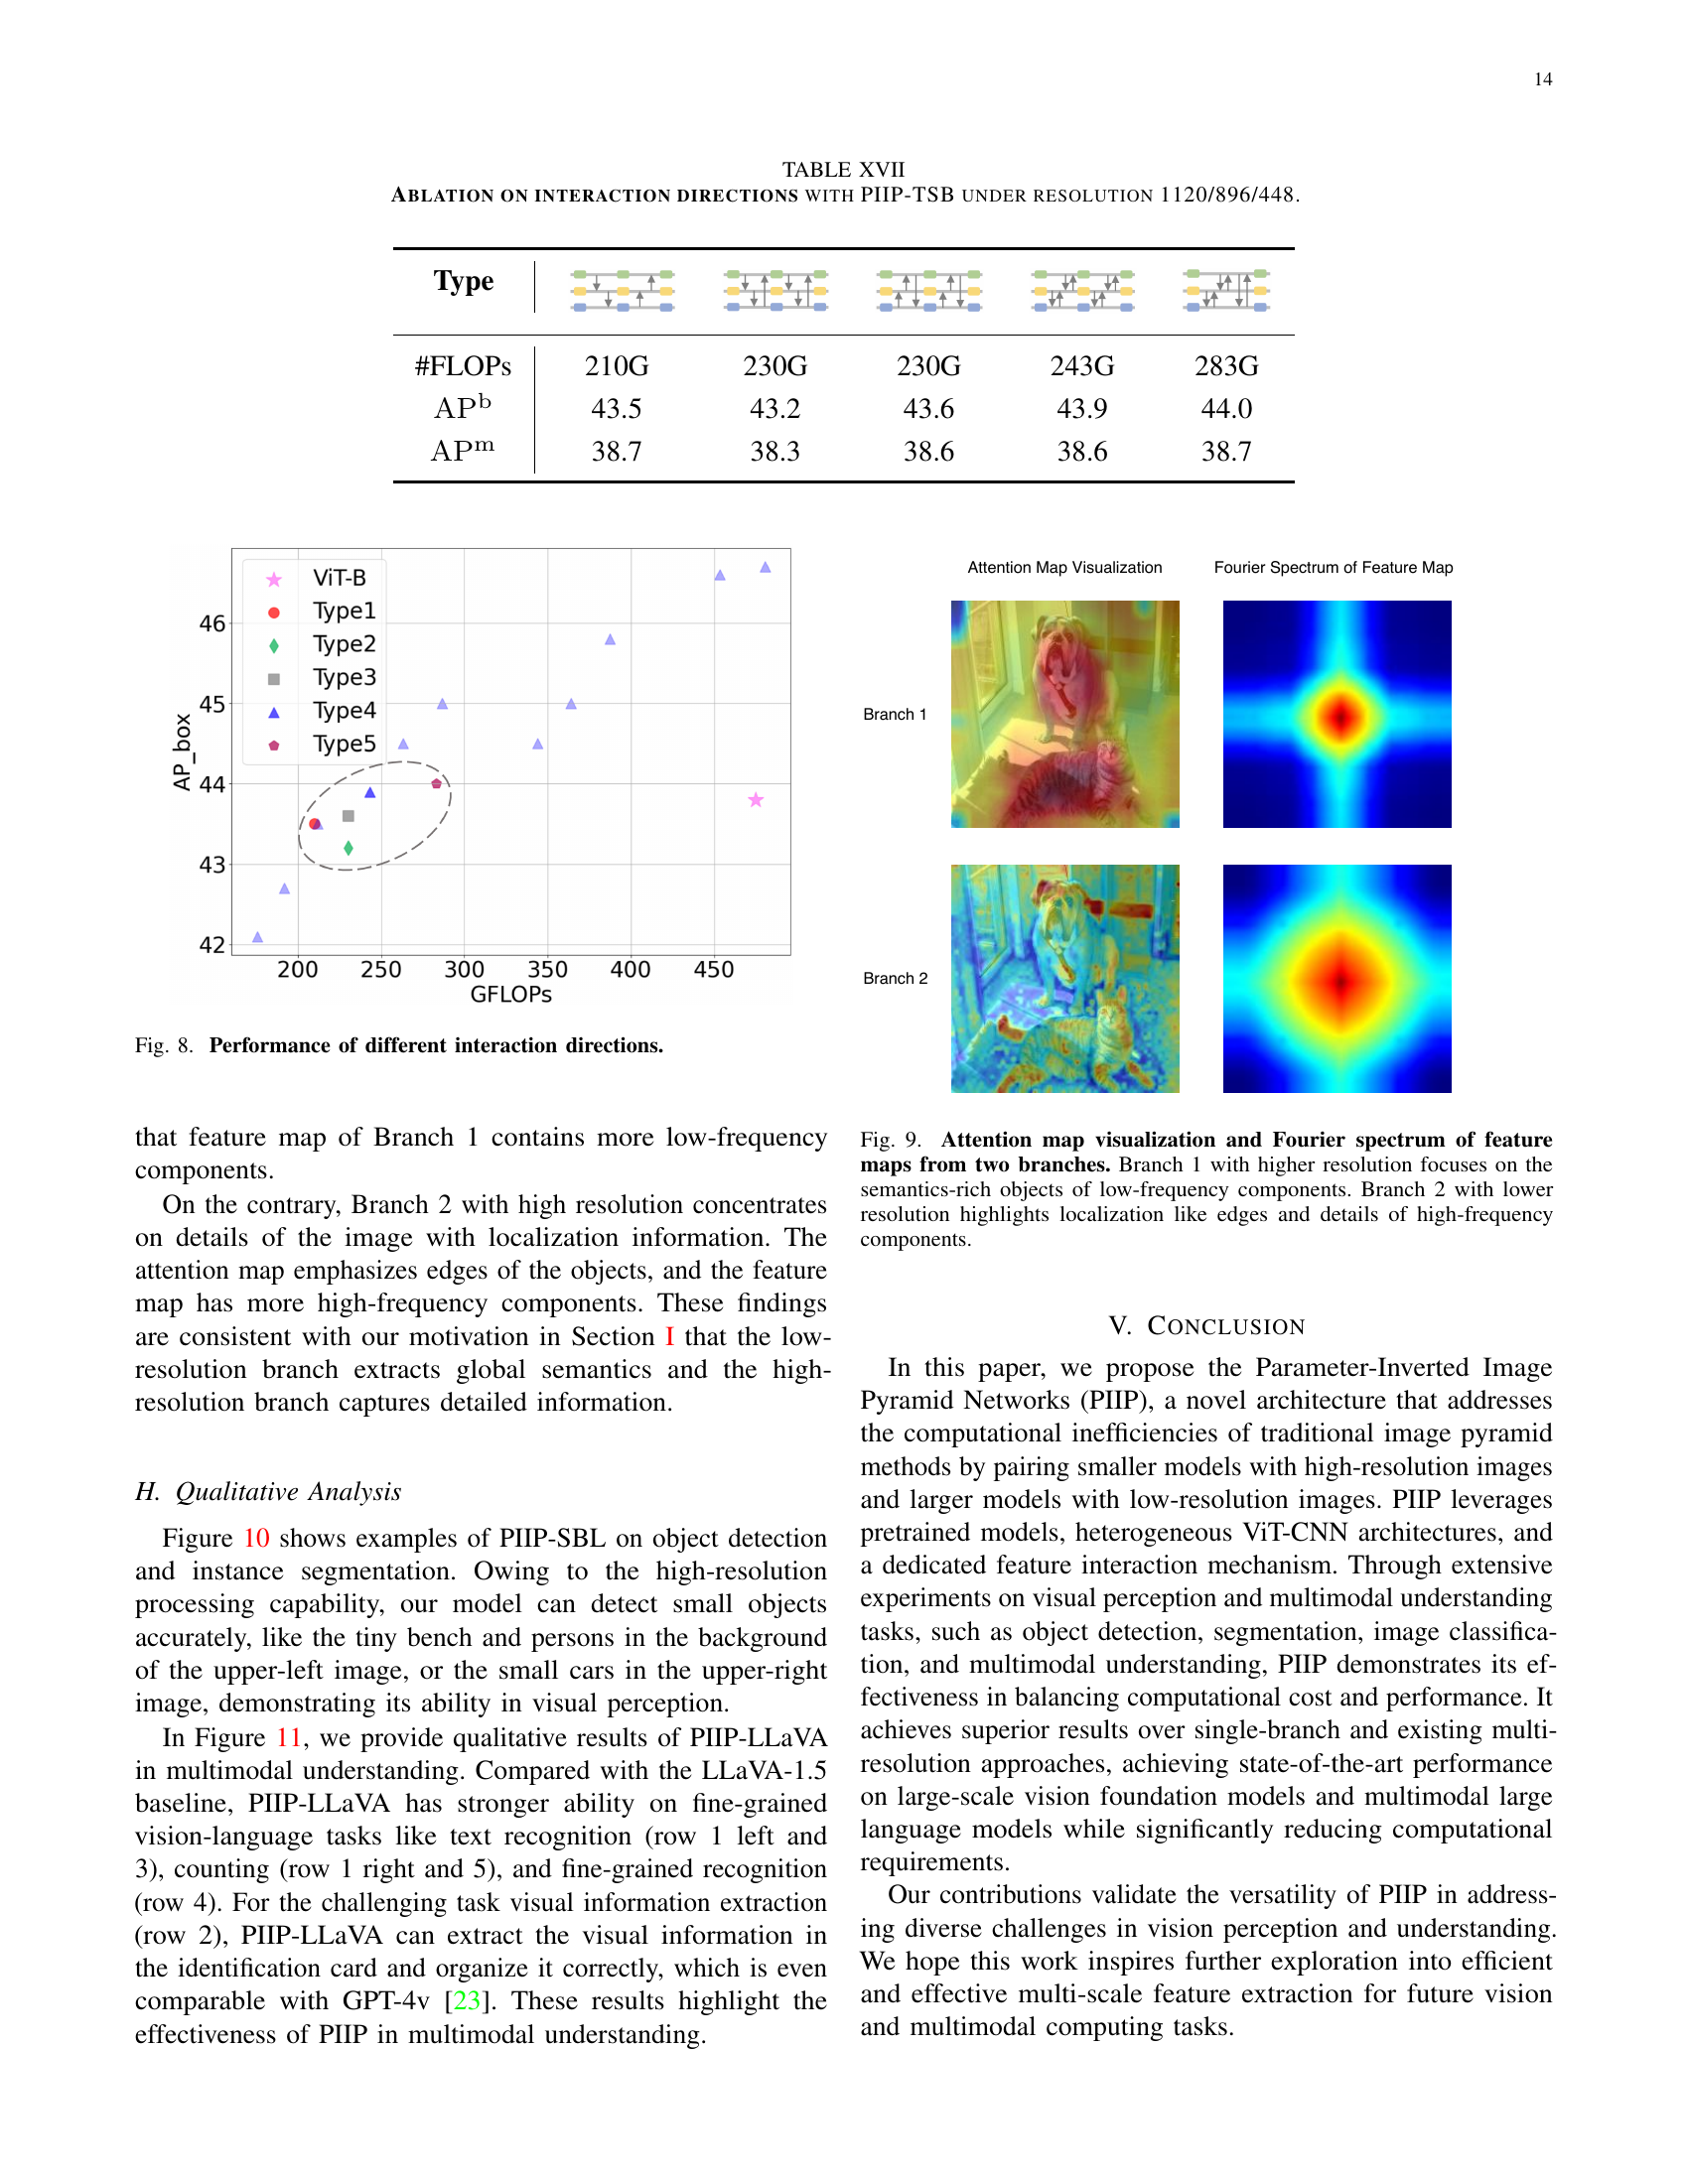 14
TABLE XVII
ABLATION ON INTERACTION DIRECTIONS WITH PIIP-TSB UNDER RESOLUTION 1120/896/448.
Type
#FLOPs 210G 230G 230G 243G 283G
APb 43.5 43.2 43.6 43.9 44.0
APm 38.7 38.3 38.6 38.6 38.7
ViT-B
Type1
Type2
Type3
Type4
Type5
46
45
44
43
42
AP_box
200 250 300 350 400 450
GFLOPs
Fig. 8. Performance of different interaction directions.
that feature map of Branch 1 contains more low-frequency
components.
On the contrary, Branch 2 with high resolution concentrates
on details of the image with localization information. The
attention map emphasizes edges of the objects, and the feature
map has more high-frequency components. These findings
are consistent with our motivation in Section I that the low-
resolution branch extracts global semantics and the high-
resolution branch captures detailed information.
H. Qualitative Analysis
Figure 10 shows examples of PIIP-SBL on object detection
and instance segmentation. Owing to the high-resolution
processing capability, our model can detect small objects
accurately, like the tiny bench and persons in the background
of the upper-left image, or the small cars in the upper-right
image, demonstrating its ability in visual perception.
In Figure 11, we provide qualitative results of PIIP-LLaVA
in multimodal understanding. Compared with the LLaVA-1.5
baseline, PIIP-LLaVA has stronger ability on fine-grained
vision-language tasks like text recognition (row 1 left and
3), counting (row 1 right and 5), and fine-grained recognition
(row 4). For the challenging task visual information extraction
(row 2), PIIP-LLaVA can extract the visual information in
the identification card and organize it correctly, which is even
comparable with GPT-4v [23]. These results highlight the
effectiveness of PIIP in multimodal understanding.
Attention Map Visualization Fourier Spectrum of Feature Map
Branch 1
Branch 2
Fig. 9. Attention map visualization and Fourier spectrum of feature
maps from two branches. Branch 1 with higher resolution focuses on the
semantics-rich objects of low-frequency components. Branch 2 with lower
resolution highlights localization like edges and details of high-frequency
components.
V. CONCLUSION
In this paper, we propose the Parameter-Inverted Image
Pyramid Networks (PIIP), a novel architecture that addresses
the computational inefficiencies of traditional image pyramid
methods by pairing smaller models with high-resolution images
and larger models with low-resolution images. PIIP leverages
pretrained models, heterogeneous ViT-CNN architectures, and
a dedicated feature interaction mechanism. Through extensive
experiments on visual perception and multimodal understanding
tasks, such as object detection, segmentation, image classifica-
tion, and multimodal understanding, PIIP demonstrates its ef-
fectiveness in balancing computational cost and performance. It
achieves superior results over single-branch and existing multi-
resolution approaches, achieving state-of-the-art performance
on large-scale vision foundation models and multimodal large
language models while significantly reducing computational
requirements.
Our contributions validate the versatility of PIIP in address-
ing diverse challenges in vision perception and understanding.
We hope this work inspires further exploration into efficient
and effective multi-scale feature extraction for future vision
and multimodal computing tasks.